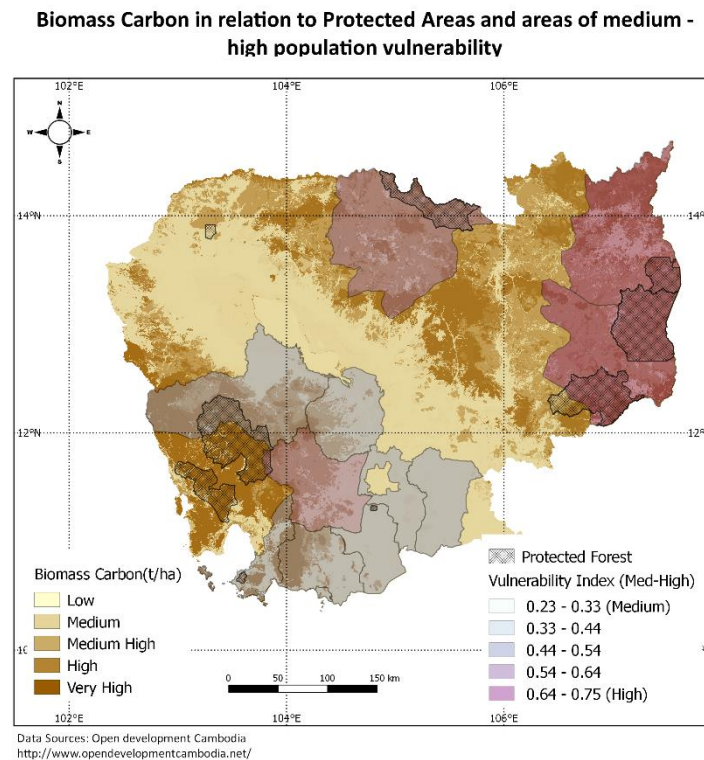 Biomass Carbon in relation to Protected Areas and areas of medium -
high population vulnerability
102°E 104°E 106°E
N
W E
S
14°N 14
12°N 12
10
Biomass Carbon(t/ha)
Low
Medium
Medium High
High
Very High
0 50 100 150 km
Protected Forest
Vulnerability Index (Med-High)
0.23 - 0.33 (Medium)
0.33 - 0.44
0.44 - 0.54
0.54 - 0.64
0.64 - 0.75 (High)
102°E 104°E 106°E
Data Sources: Open development Cambodia
http://www.opendevelopmentcambodia.net/